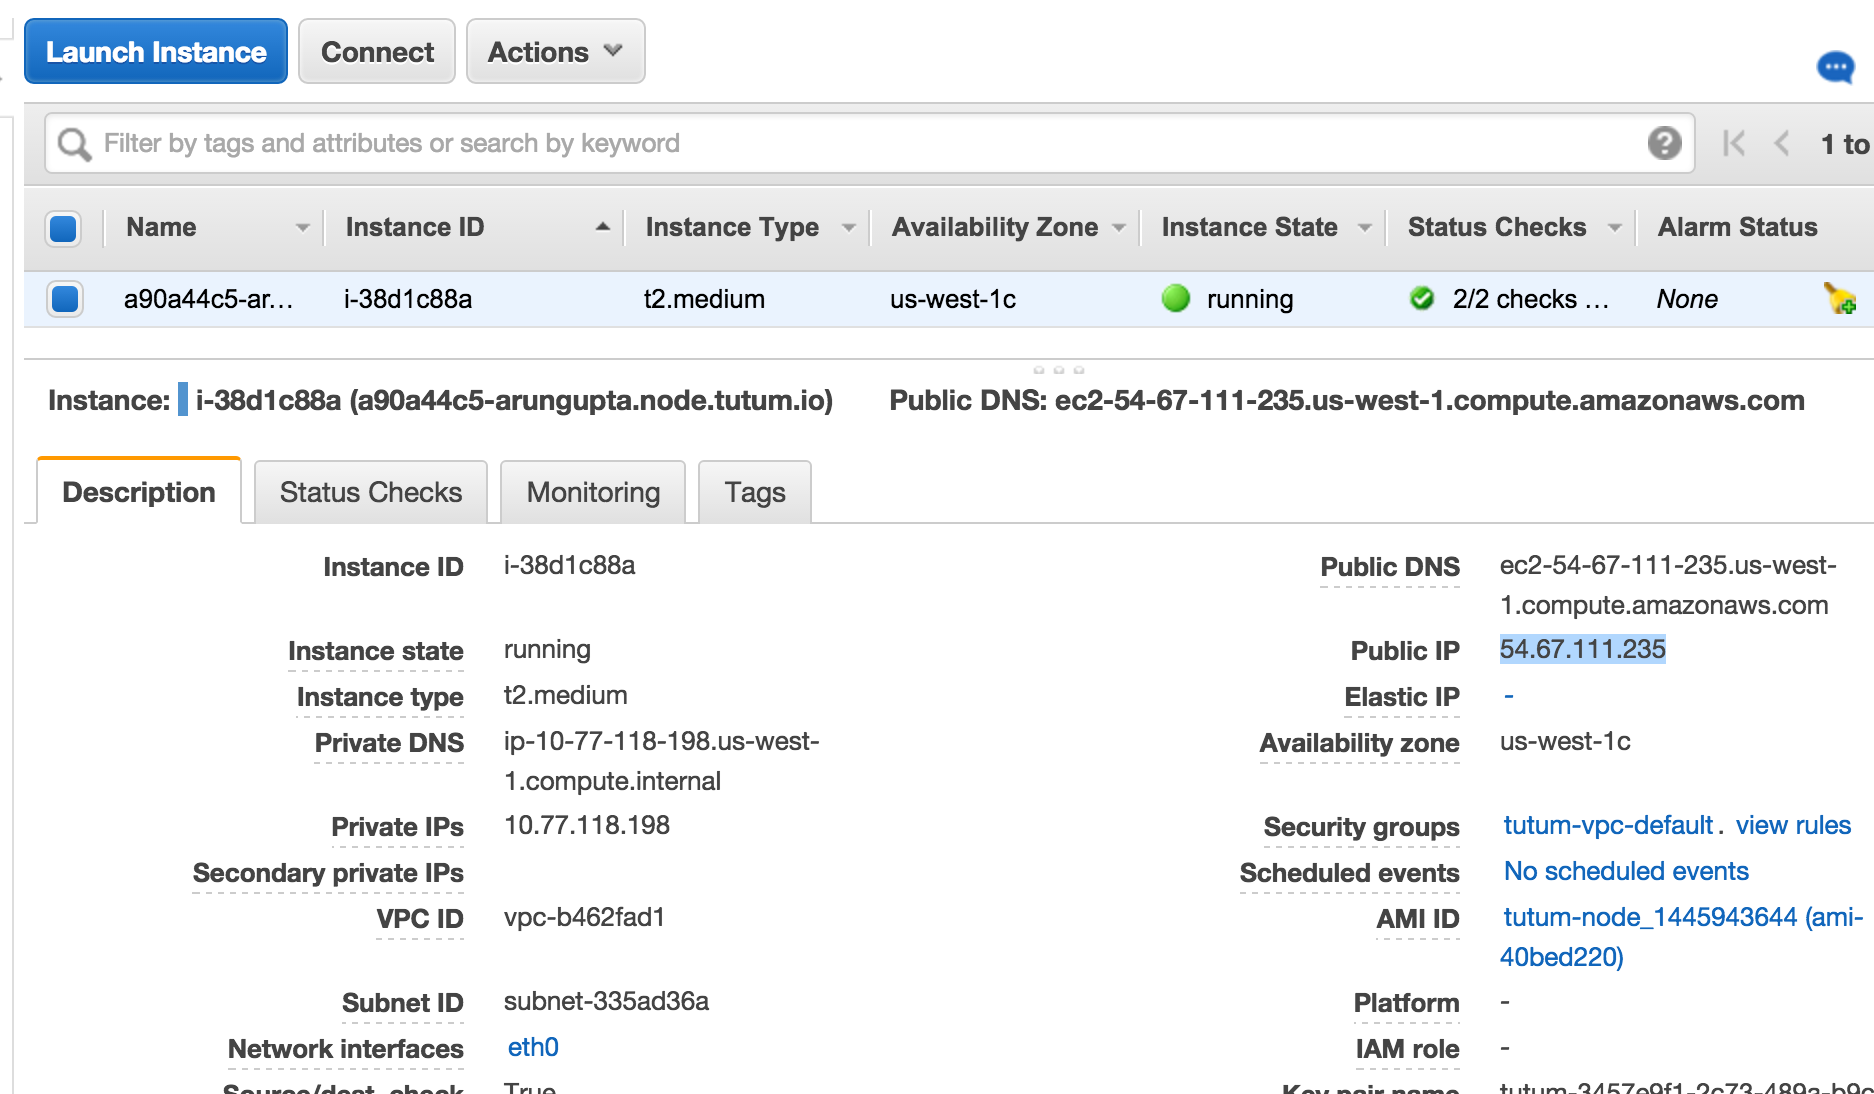 Launch Instance Connect Actions
Filter by tags and attributes or search by keyword ? 1 to
Name Instance ID Instance Type Availability Zone Instance State Status Checks Alarm Status
a90a44c5-ar... i-38d1c88a t2.medium us-west-1c running 2/2 checks ... None
Instance: i-38d1c88a (a90a44c5-arungupta.node.tutum.io) Public DNS: ec2-54-67-111-235.us-west-1.compute.amazonaws.com
Description Status Checks Monitoring Tags
Instance ID i-38d1c88a Public DNS ec2-54-67-111-235.us-west-
1.compute.amazonaws.com
Instance state running Public IP 54.67.111.235
Instance type t2.medium Elastic IP -
Private DNS ip-10-77-118-198.us-west- Availability zone us-west-1c
1.compute.internal
Private IPs 10.77.118.198 Security groups tutum-vpc-default. view rules
Secondary private IPs Scheduled events No scheduled events
VPC ID vpc-b462fad1 AMI ID tutum-node_1445943644 (ami-
40bed220)
Subnet ID subnet-335ad36a Platform -
Network interfaces eth0 IAM role -
Source/dest. check True Key pair name tutum-3457e9f1-2c73-489a-b9c